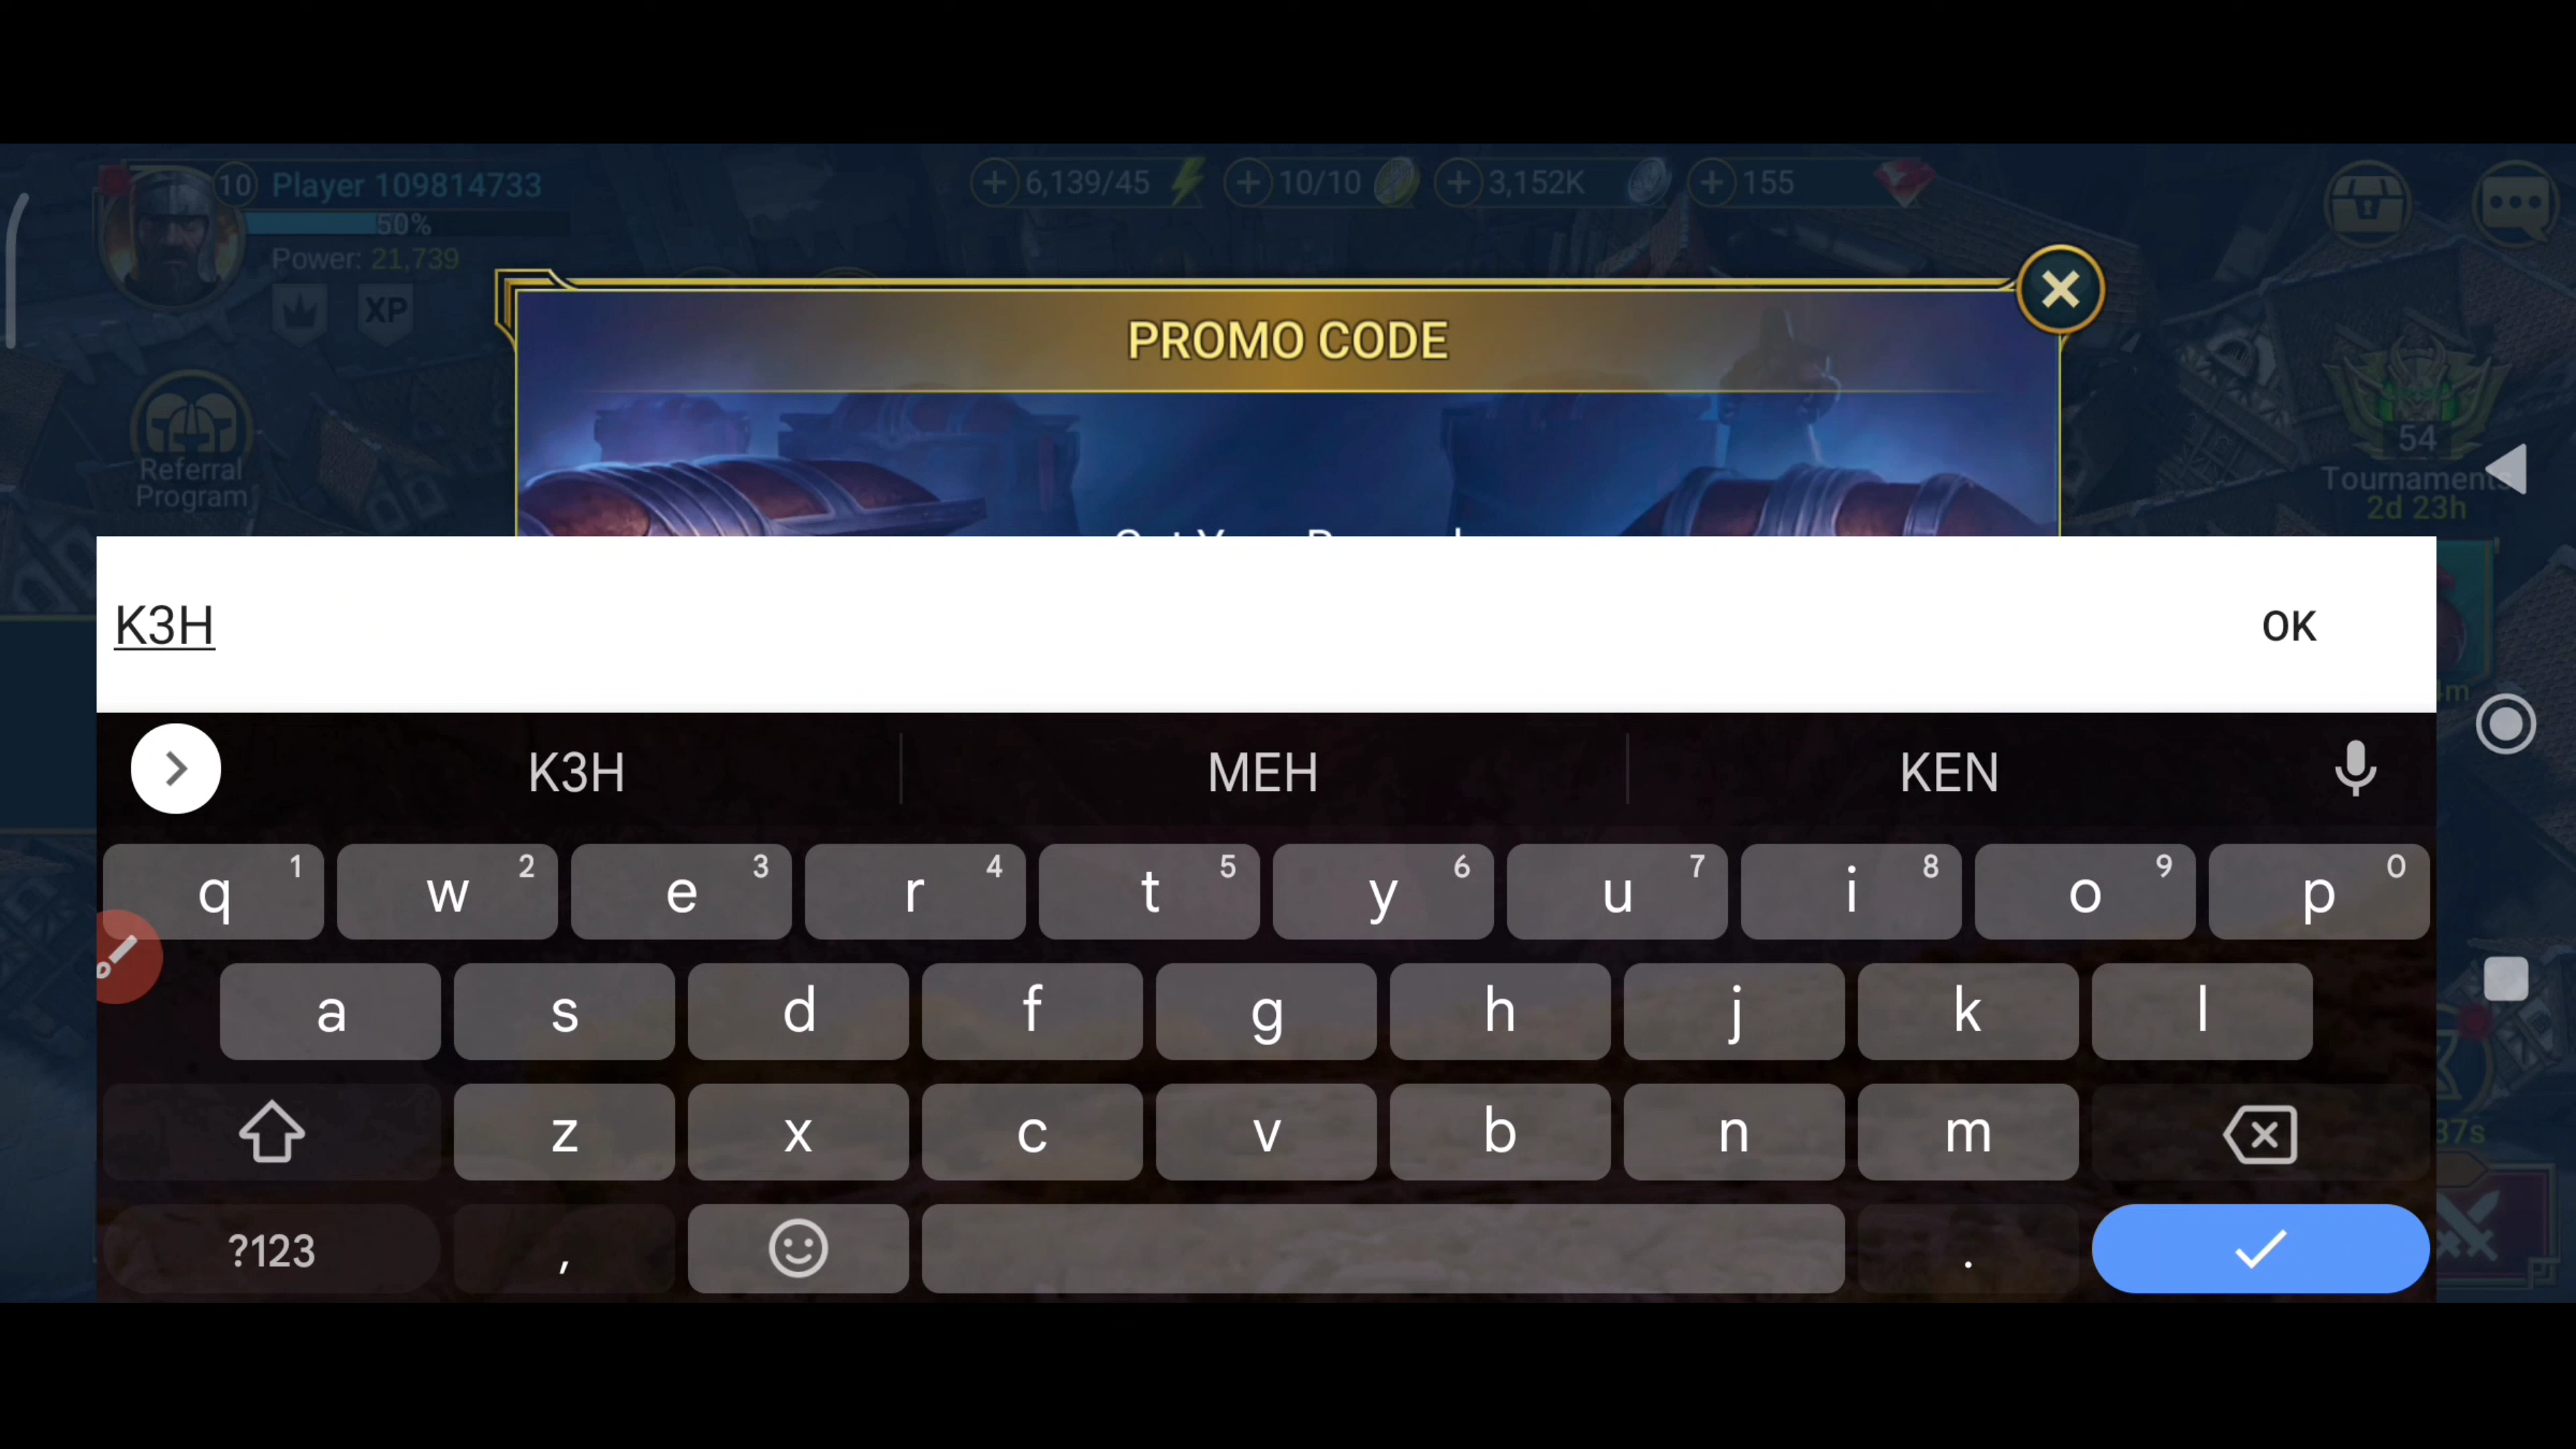 10 Player 109814733
50%
Power: 21,739
XP
6,139/45
10/10
3,152K
155
PROMO CODE
Referral
Program
54
Tournaments
2d 23h
K3H
OK
K3H
MEH
KEN
q 1 w 2 e 3 r 4 t 5 y 6 u 7 i 8 o 9 p 0
a s d f g h j k l
z x c v b n m
?123 , .
37s